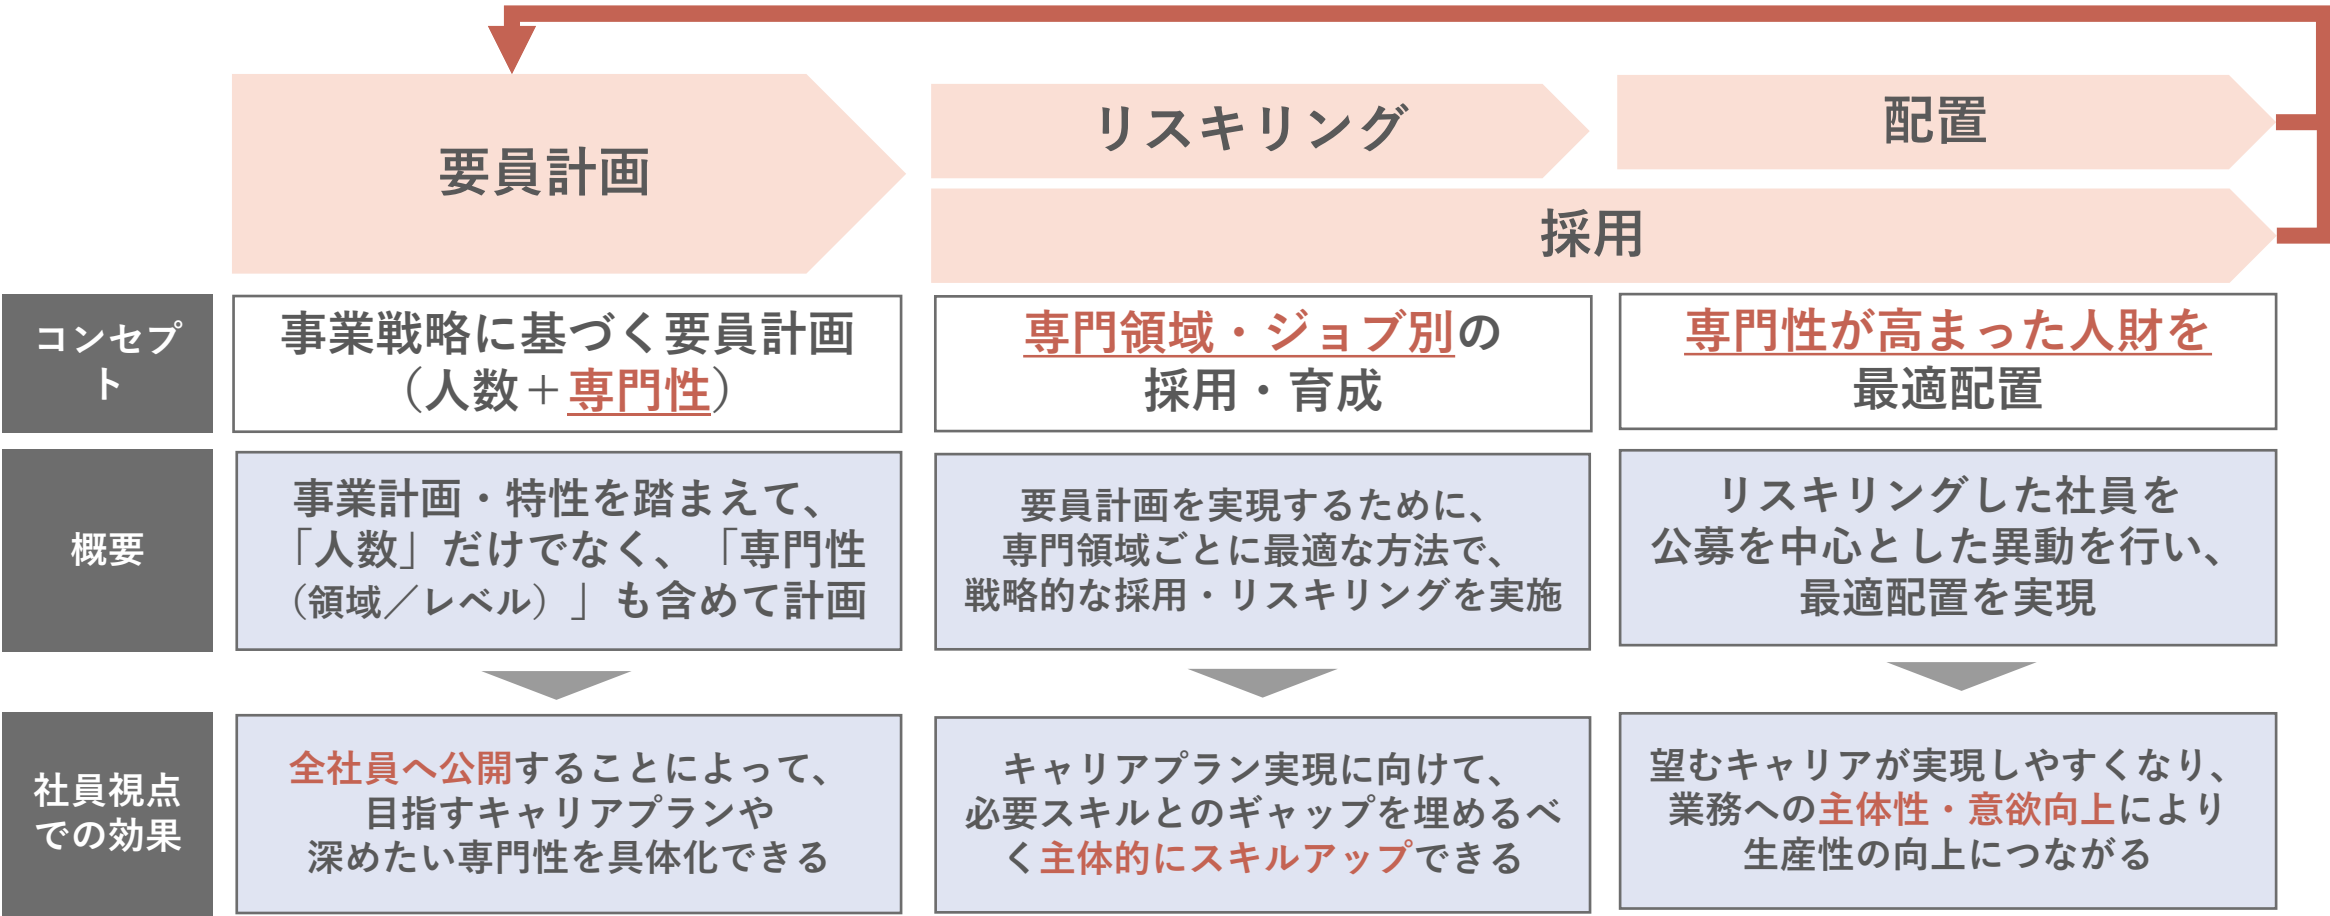 要員計画
リスキリング
配置
採用
コンセプ
ト
事業戦略に基づく要員計画
（人数＋専門性）
専門領域・ジョブ別の
採用・育成
専門性が高まった人財を
最適配置
概要
事業計画・特性を踏まえて、
「人数」だけでなく、「専門性
（領域／レベル）」も含めて計画
要員計画を実現するために、
専門領域ごとに最適な方法で、
戦略的な採用・リスキリングを実施
リスキリングした社員を
公募を中心とした異動を行い、
最適配置を実現
社員視点
での効果
全社員へ公開することによって、
目指すキャリアプランや
深めたい専門性を具体化できる
キャリアプラン実現に向けて、
必要スキルとのギャップを埋めるべ
く主体的にスキルアップできる
望むキャリアが実現しやすくなり、
業務への主体性・意欲向上により
生産性の向上につながる